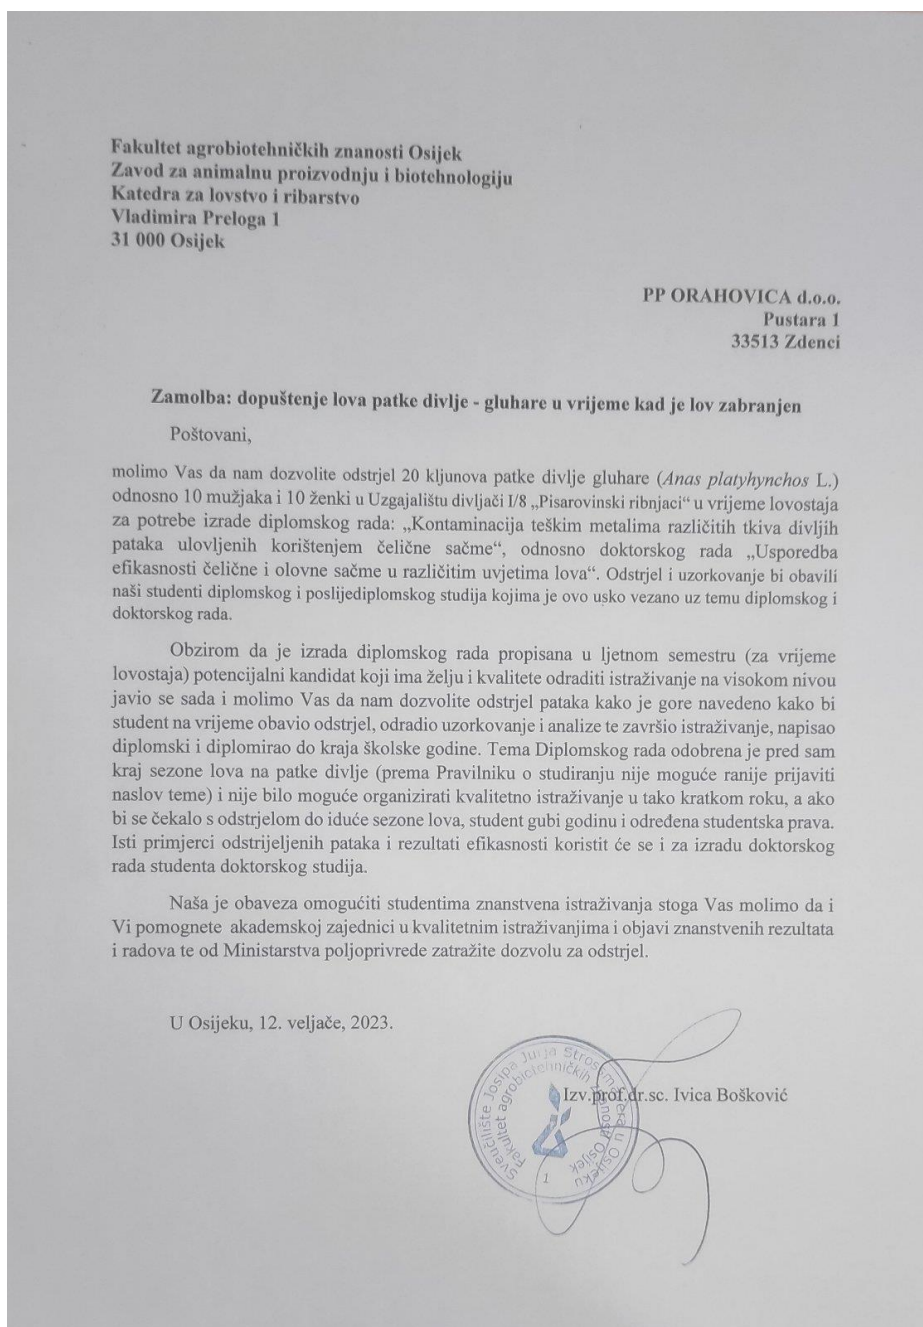 Fakultet agrobiotehničkih znanosti Osijek
Zavod za animalnu proizvodnju i biotehnologiju
Katedra za lovstvo i ribarstvo
Vladimira Preloga 1
31 000 Osijek
PP ORAHOVICA d.o.o.
Pustara 1
33513 Zdenci
Zamolba: dopuštenje lova patke divlje - gluhare u vrijeme kad je lov zabranjen
Poštovani,
molimo Vas da nam dozvolite odstrjel 20 kljunova patke divlje gluhare (Anas platyhynchos L.)
odnosno 10 mužjaka i 10 ženki u Uzgajalištu divljači I/8 „Pisarovinski ribnjaci“ u vrijeme lovostaja
za potrebe izrade diplomskog rada: „Kontaminacija teškim metalima različitih tkiva divljih
pataka ulovljenih korištenjem čelične sačme“, odnosno doktorskog rada „Usporedba
efikasnosti čelične i olovne sačme u različitim uvjetima lova“. Odstrjel i uzorkovanje bi obavili
naši studenti diplomskog i poslijediplomskog studija kojima je ovo usko vezano uz temu diplomskog i
doktorskog rada.
Obzirom da je izrada diplomskog rada propisana u ljetnom semestru (za vrijeme
lovostaja) potencijalni kandidat koji ima želju i kvalitete odraditi istraživanje na visokom nivou
javio se sada i molimo Vas da nam dozvolite odstrjel pataka kako je gore navedeno kako bi
student na vrijeme obavio odstrjel, odradio uzorkovanje i analize te završio istraživanje, napisao
diplomski i diplomirao do kraja školske godine. Tema Diplomskog rada odobrena je pred sam
kraj sezone lova na patke divlje (prema Pravilniku o studiranju nije moguće ranije prijaviti
naslov teme) i nije bilo moguće organizirati kvalitetno istraživanje u tako kratkom roku, a ako
bi se čekalo s odstrjelom do iduće sezone lova, student gubi godinu i određena studentska prava.
Isti primjerci odstrijeljenih pataka i rezultati efikasnosti koristit će se i za izradu doktorskog
rada studenta doktorskog studija.
Naša je obaveza omogućiti studentima znanstvena istraživanja stoga Vas molimo da i
Vi pomognete akademskoj zajednici u kvalitetnim istraživanjima i objavi znanstvenih rezultata
i radova te od Ministarstva poljoprivrede zatražite dozvolu za odstrjel.
U Osijeku, 12. veljače, 2023.
Sveučilište Josipa Jurja Strossmayera u Osijeku
Fakultet agrobiotehničkih znanosti Osijek
1
Izv.prof.dr.sc. Ivica Bošković